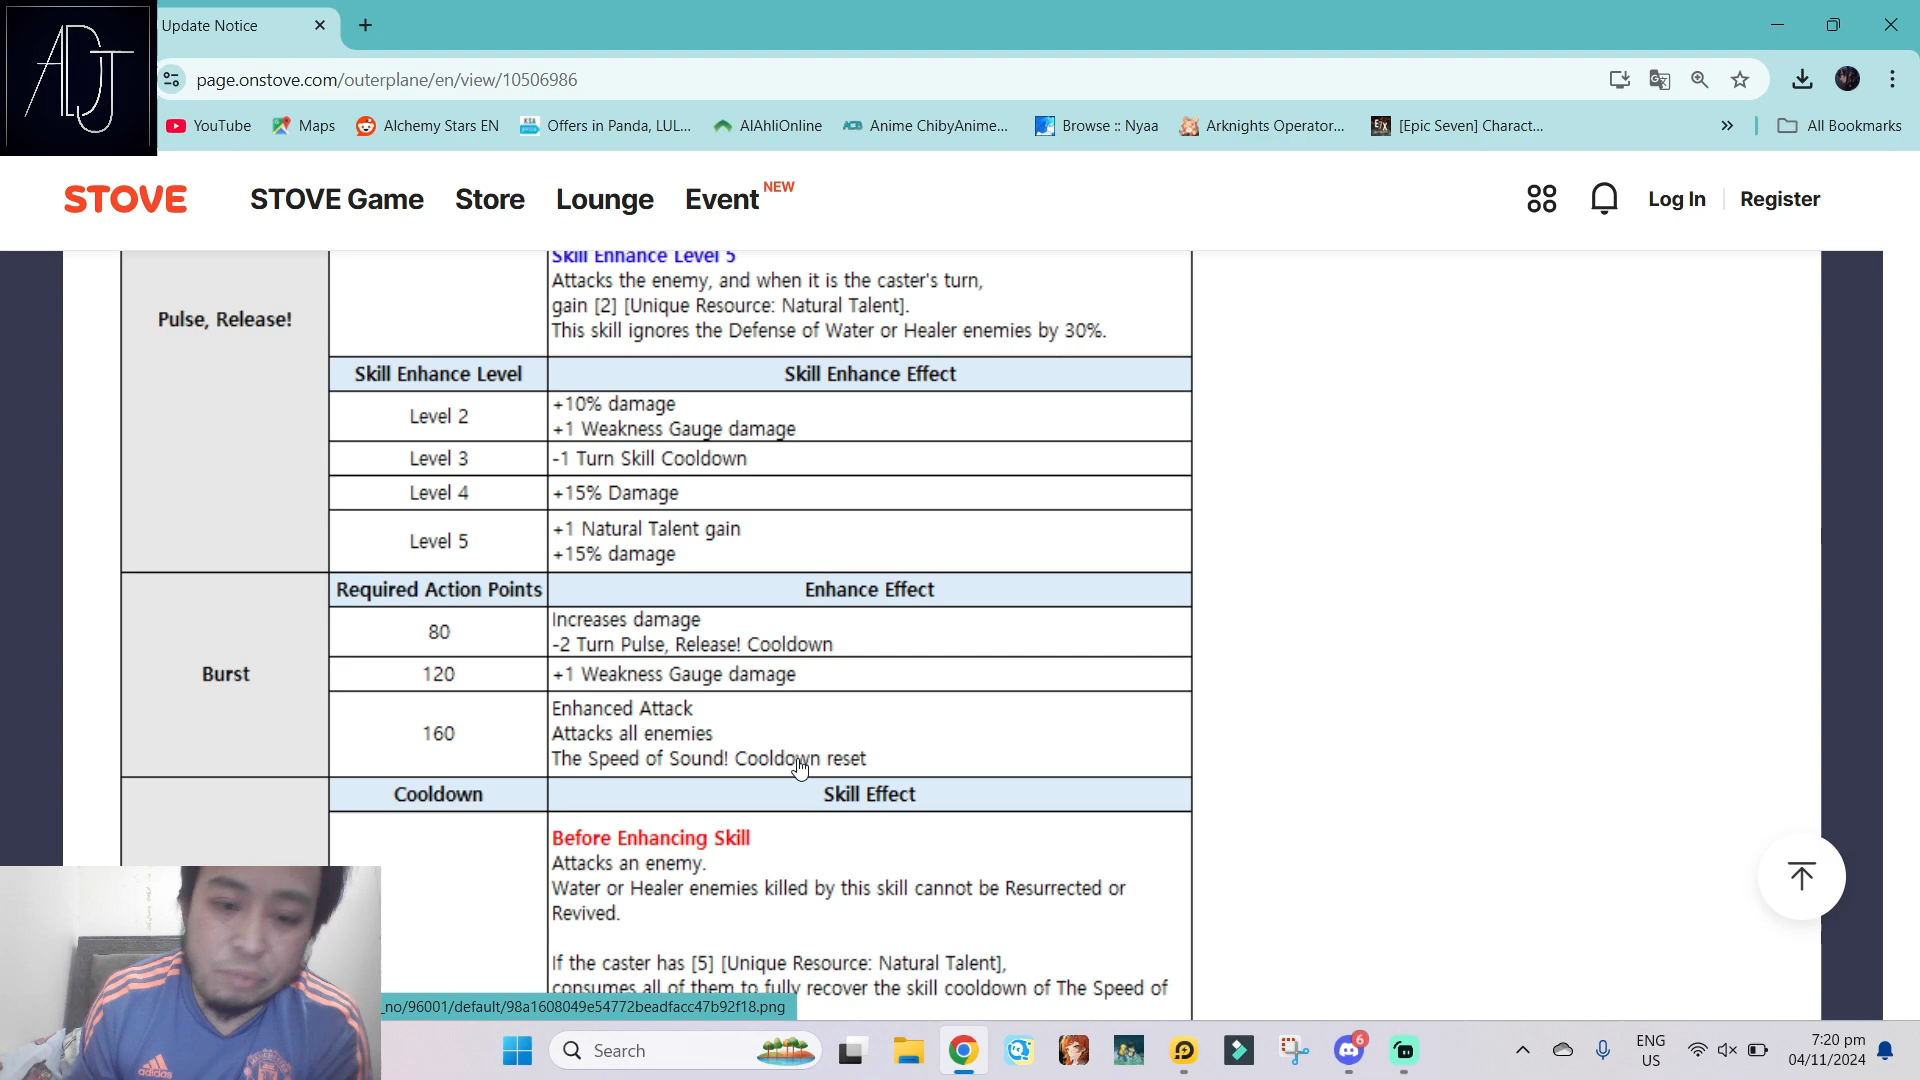 ADJ
Update Notice
page.onstove.com/outerplane/en/view/10506986
YouTube
Maps
Alchemy Stars EN
Offers in Panda, LUL...
AlAhliOnline
Anime ChibyAnime...
Browse :: Nyaa
Arknights Operator...
[Epic Seven] Charact...
All Bookmarks
STOVE
STOVE Game
Store
Lounge
Event
NEW
Log In
Register
Pulse, Release!
Skill Enhance Level 5
Attacks the enemy, and when it is the caster's turn,
gain [2] [Unique Resource: Natural Talent].
This skill ignores the Defense of Water or Healer enemies by 30%.
Skill Enhance Level
Skill Enhance Effect
Level 2
+10% damage
+1 Weakness Gauge damage
Level 3
-1 Turn Skill Cooldown
Level 4
+15% Damage
Level 5
+1 Natural Talent gain
+15% damage
Burst
Required Action Points
Enhance Effect
80
Increases damage
-2 Turn Pulse, Release! Cooldown
120
+1 Weakness Gauge damage
160
Enhanced Attack
Attacks all enemies
The Speed of Sound! Cooldown reset
Cooldown
Skill Effect
Before Enhancing Skill
Attacks an enemy.
Water or Healer enemies killed by this skill cannot be Resurrected or
Revived.
If the caster has [5] [Unique Resource: Natural Talent],
consumes all of them to fully recover the skill cooldown of The Speed of
_no/96001/default/98a1608049e54772beadfacc47b92f18.png
adidas
Search
6
ENG
US
7:20 pm
04/11/2024